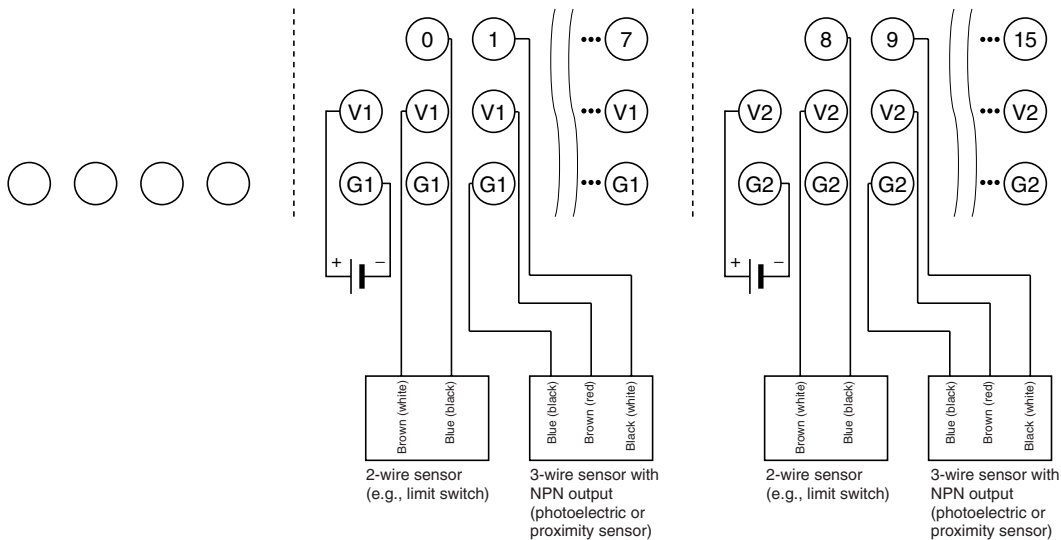 0 1 ••• 7 8 9 ••• 15
V1 V1 V1 ••• V1 V2 V2 V2 ••• V2
G1 G1 G1 ••• G1 G2 G2 G2 ••• G2
+ − + −
Brown (white)
Blue (black)
Blue (black)
Brown (red)
Black (white)
Brown (white)
Blue (black)
Blue (black)
Brown (red)
Black (white)
2-wire sensor
(e.g., limit switch)
3-wire sensor with
NPN output
(photoelectric or
proximity sensor)
2-wire sensor
(e.g., limit switch)
3-wire sensor with
NPN output
(photoelectric or
proximity sensor)